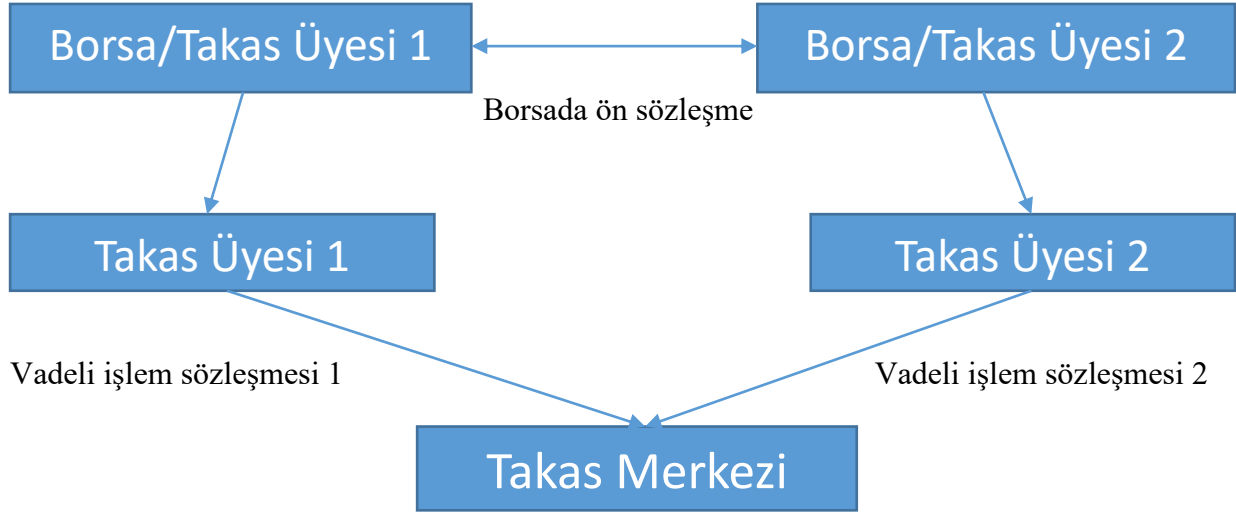 Borsa/Takas Üyesi 1
Borsa/Takas Üyesi 2
Borsada ön sözleşme
Takas Üyesi 1
Takas Üyesi 2
Vadeli işlem sözleşmesi 1
Vadeli işlem sözleşmesi 2
Takas Merkezi